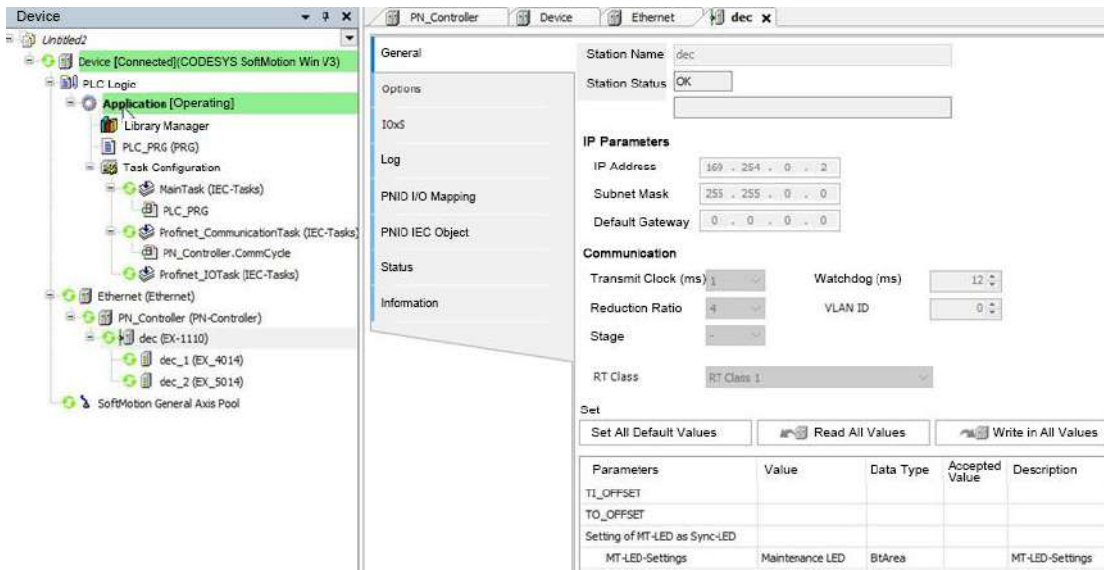 Device
Untitled2
Device [Connected](CODESYS SoftMotion Win V3)
PLC Logic
Application [Operating]
Library Manager
PLC_PRG (PRG)
Task Configuration
MainTask (IEC-Tasks)
PLC_PRG
Profinet_CommunicationTask (IEC-Tasks)
PN_Controller.CommCycle
Profinet_IOTask (IEC-Tasks)
Ethernet (Ethernet)
PN_Controller (PN-Controller)
dec (EX-1110)
dec_1 (EX_4014)
dec_2 (EX_5014)
SoftMotion General Axis Pool
PN_Controller Device Ethernet dec
General
Options
IOxS
Log
PNIO I/O Mapping
PNIO IEC Object
Status
Information
Station Name dec
Station Status OK
IP Parameters
IP Address 169 . 254 . 0 . 2
Subnet Mask 255 . 255 . 0 . 0
Default Gateway 0 . 0 . 0 . 0
Communication
Transmit Clock (ms) 1 Watchdog (ms) 12
Reduction Ratio 4 VLAN ID 0
Stage -
RT Class RT Class 1
Set
Set All Default Values Read All Values Write in All Values
Parameters Value Data Type Accepted Value Description
TI_OFFSET
TO_OFFSET
Setting of MT-LED as Sync-LED
MT-LED-Settings Maintenance LED BtArea MT-LED-Settings